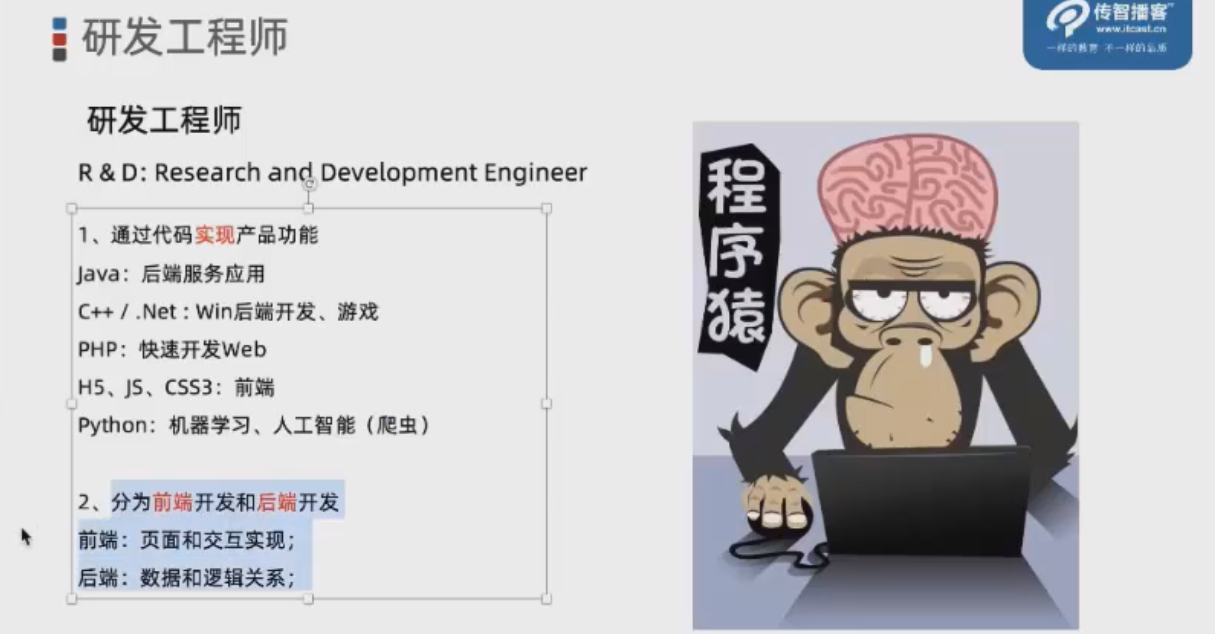 研发工程师
传智播客
www.itcast.cn
一样的教育 不一样的品质
研发工程师
R & D: Research and Development Engineer
1、通过代码实现产品功能
Java：后端服务应用
C++ / .Net : Win后端开发、游戏
PHP：快速开发Web
H5、JS、CSS3：前端
Python：机器学习、人工智能（爬虫）
2、分为前端开发和后端开发
前端：页面和交互实现；
后端：数据和逻辑关系；
程序猿